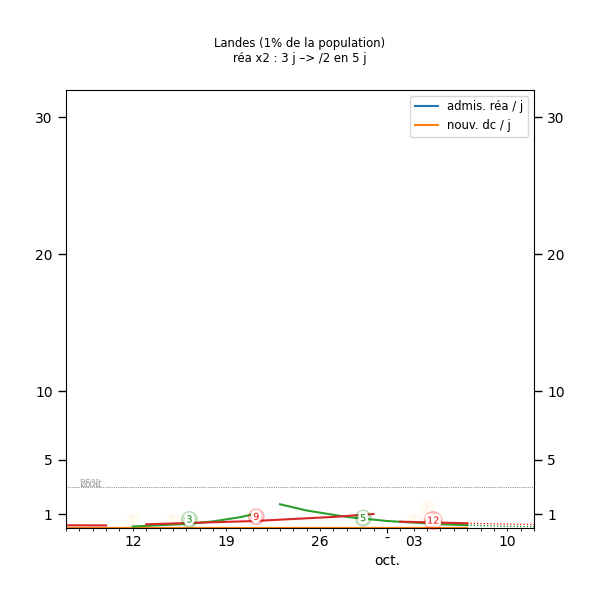 Landes (1% de la population)
réa x2 : 3 j –> /2 en 5 j
admis. réa / j
nouv. dc / j
30 30
20 20
10 10
5 5
1 1
3 9 5 12
12 19 26 - 03 10
oct.